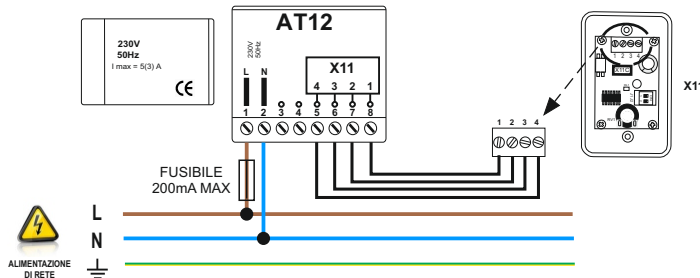 230V
50Hz
I max = 5(3) A
CE
AT12
230V
50Hz
X11
L N 4 3 2 1
1 2 3 4 5 6 7 8
FUSIBILE
200mA MAX
1 2 3 4
1 2 3 4
X11C
X11
L
N
ALIMENTAZIONE
DI RETE